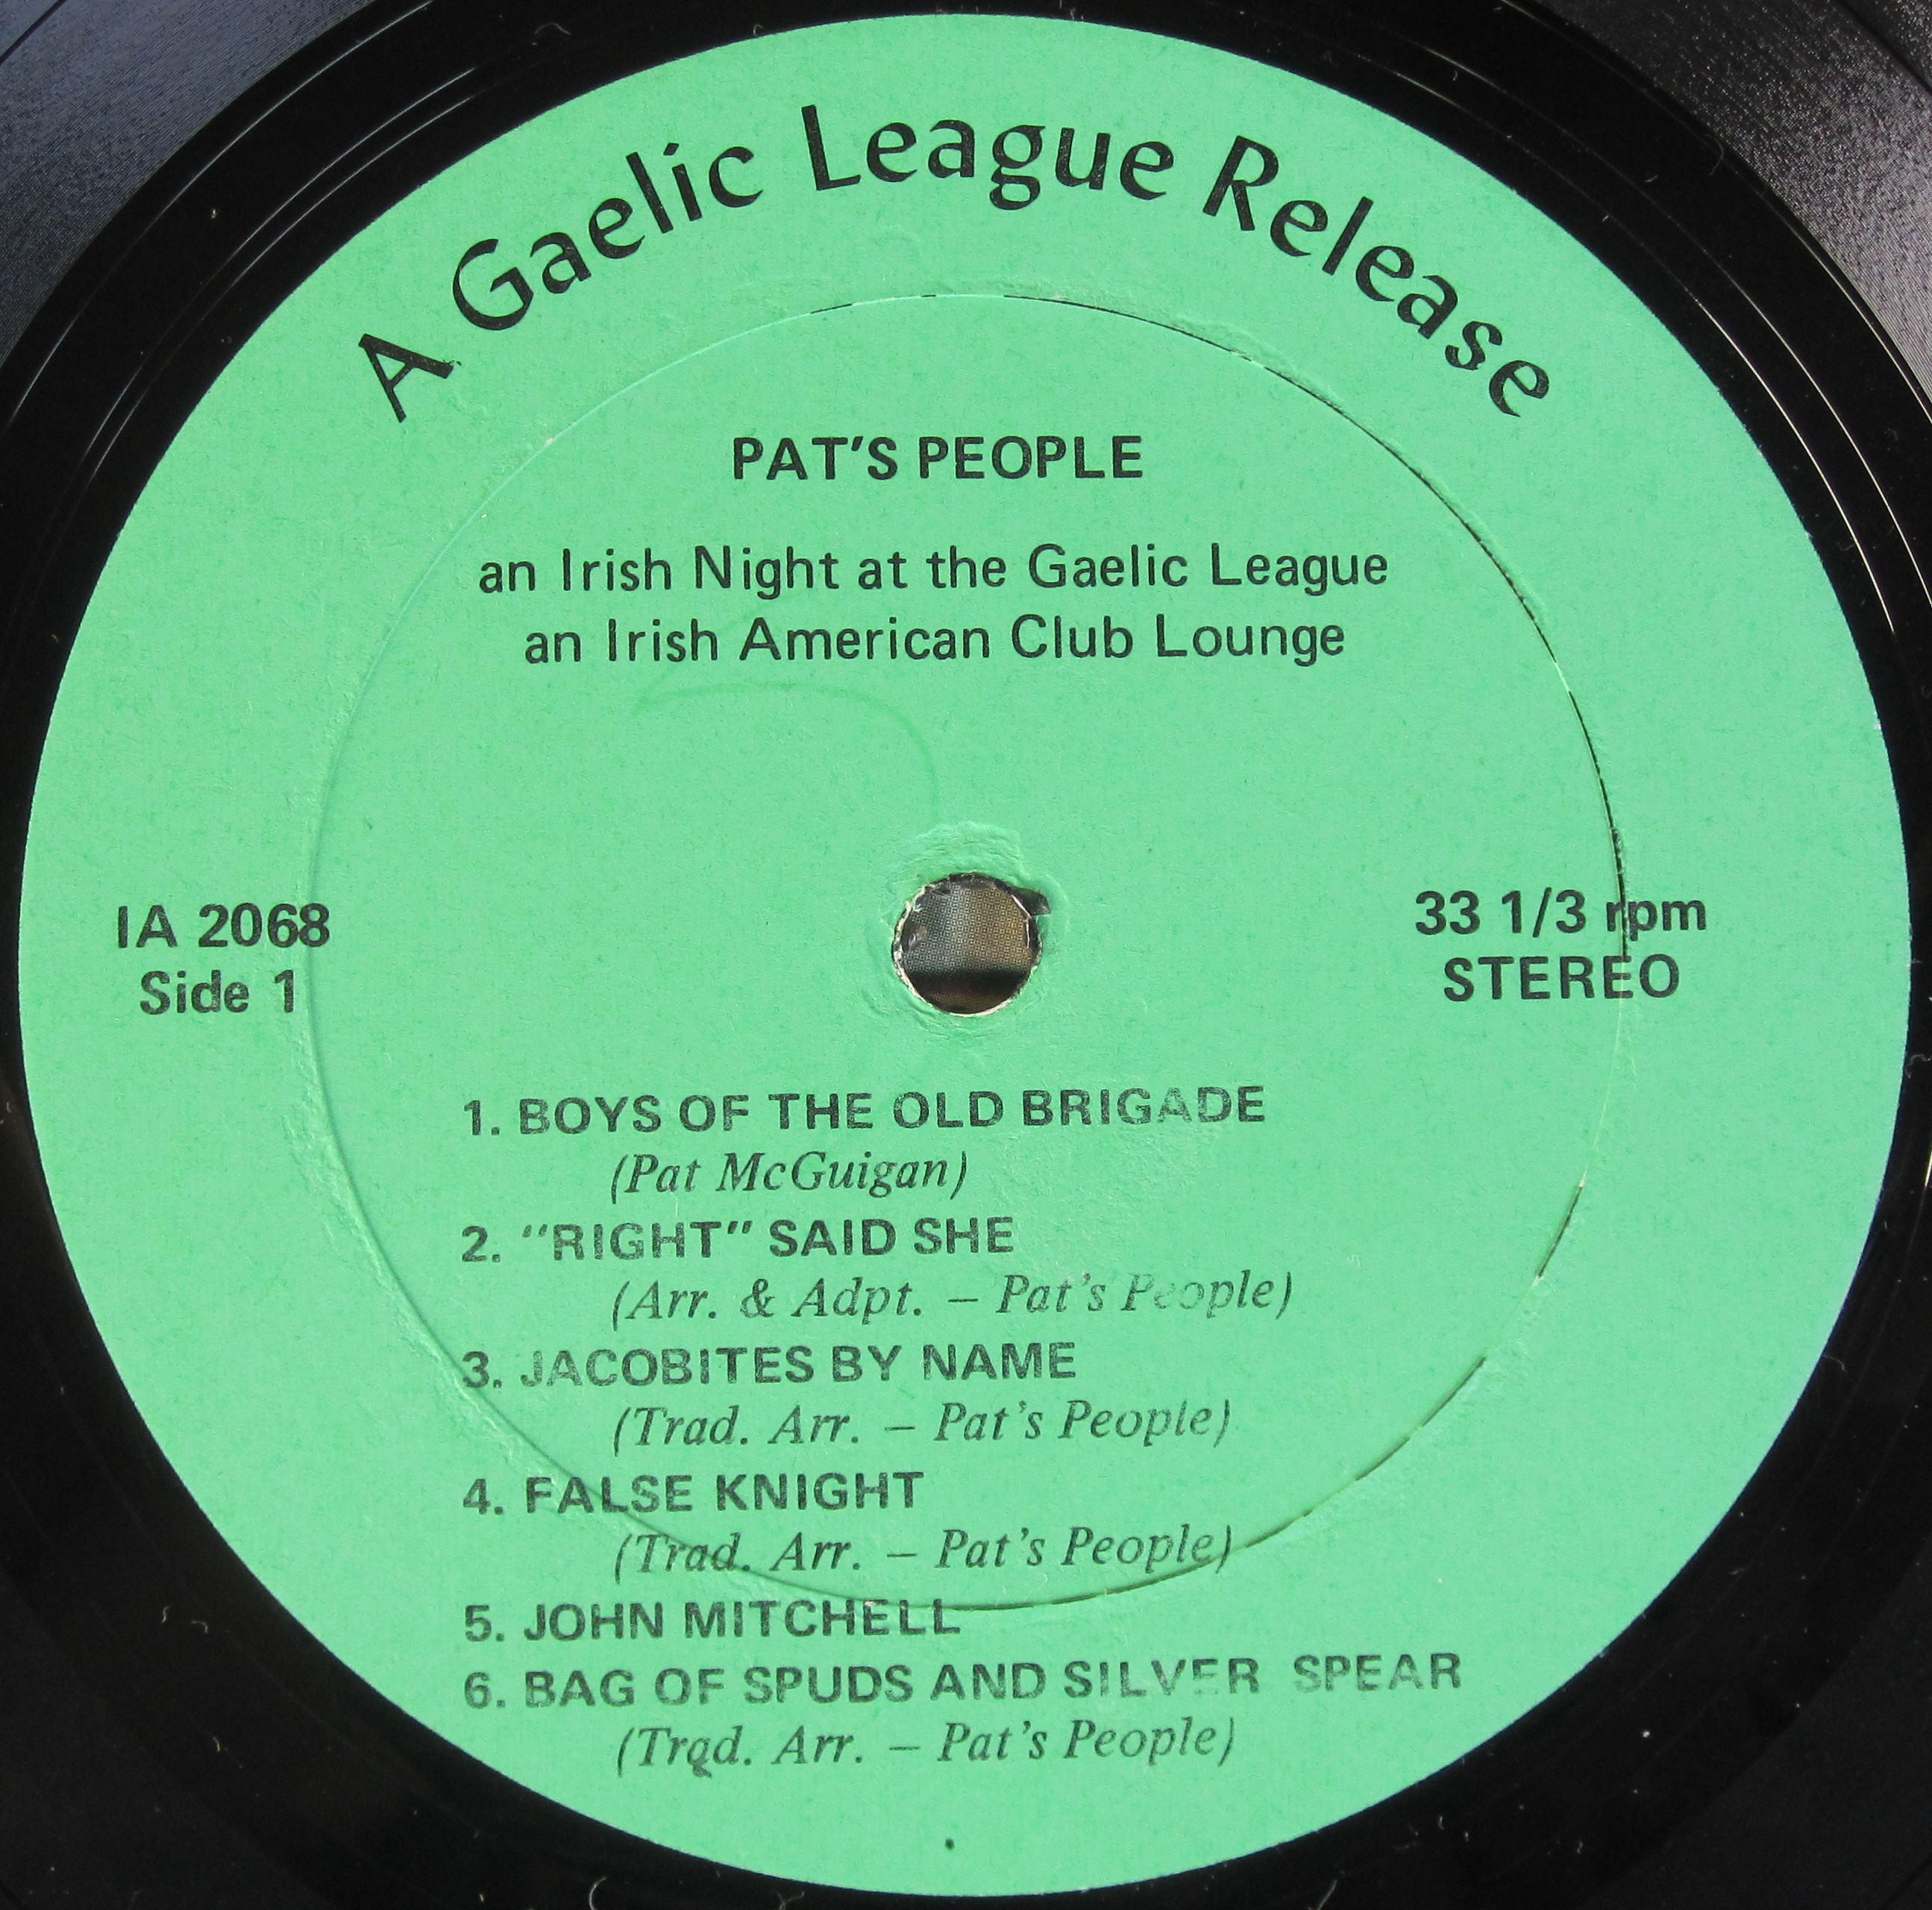 A Gaelic League Release
PAT'S PEOPLE
an Irish Night at the Gaelic League
an Irish American Club Lounge
IA 2068
Side 1
33 1/3 rpm
STEREO
1. BOYS OF THE OLD BRIGADE
(Pat McGuigan)
2. "RIGHT" SAID SHE
(Arr. & Adpt. – Pat's People)
3. JACOBITES BY NAME
(Trad. Arr. – Pat's People)
4. FALSE KNIGHT
(Trad. Arr. – Pat's People)
5. JOHN MITCHELL
6. BAG OF SPUDS AND SILVER SPEAR
(Trad. Arr. – Pat's People)